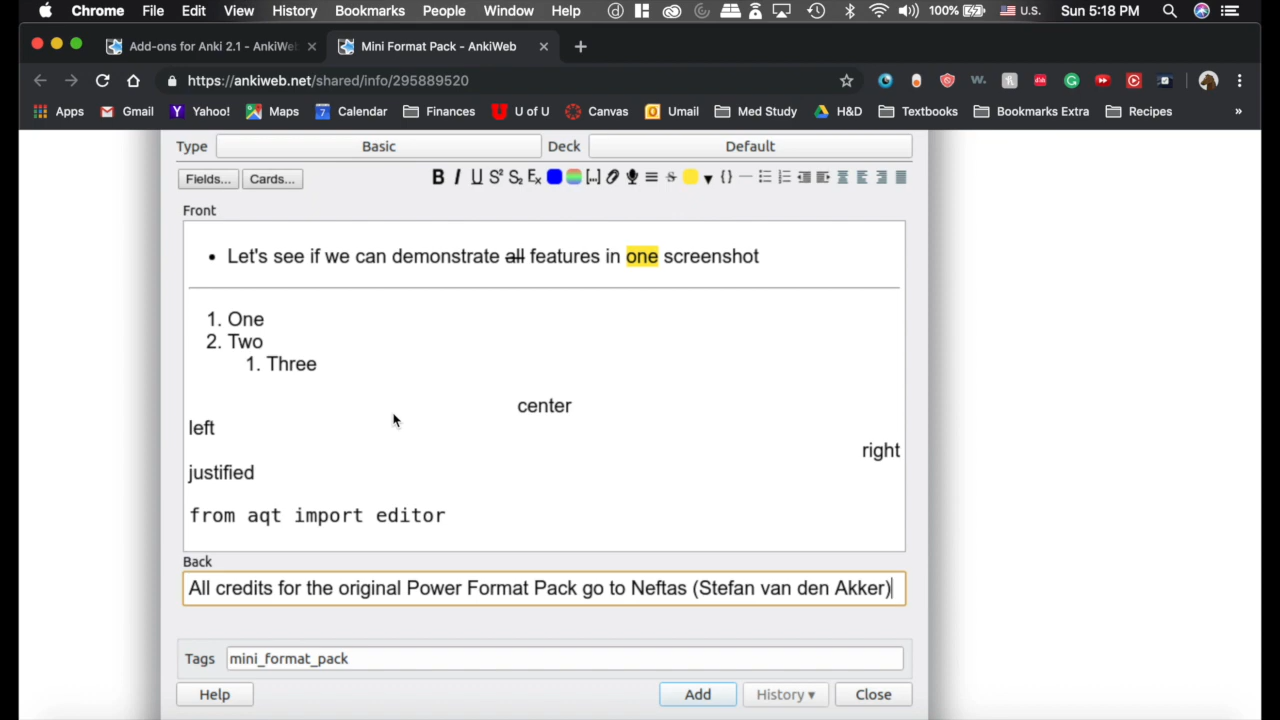 Chrome File Edit View History Bookmarks People Window Help 100% U.S. Sun 5:18 PM
Add-ons for Anki 2.1 - AnkiWeb Mini Format Pack - AnkiWeb
https://ankiweb.net/shared/info/295889520
Apps Gmail Yahoo! Maps Calendar Finances U of U Canvas Umail Med Study H&D Textbooks Bookmarks Extra Recipes »
Type Basic Deck Default
Fields... Cards...
Front
• Let's see if we can demonstrate all features in one screenshot
1. One
2. Two
1. Three
center
left
right
justified
from aqt import editor
Back
All credits for the original Power Format Pack go to Neftas (Stefan van den Akker)
Tags mini_format_pack
Help Add History ▾ Close